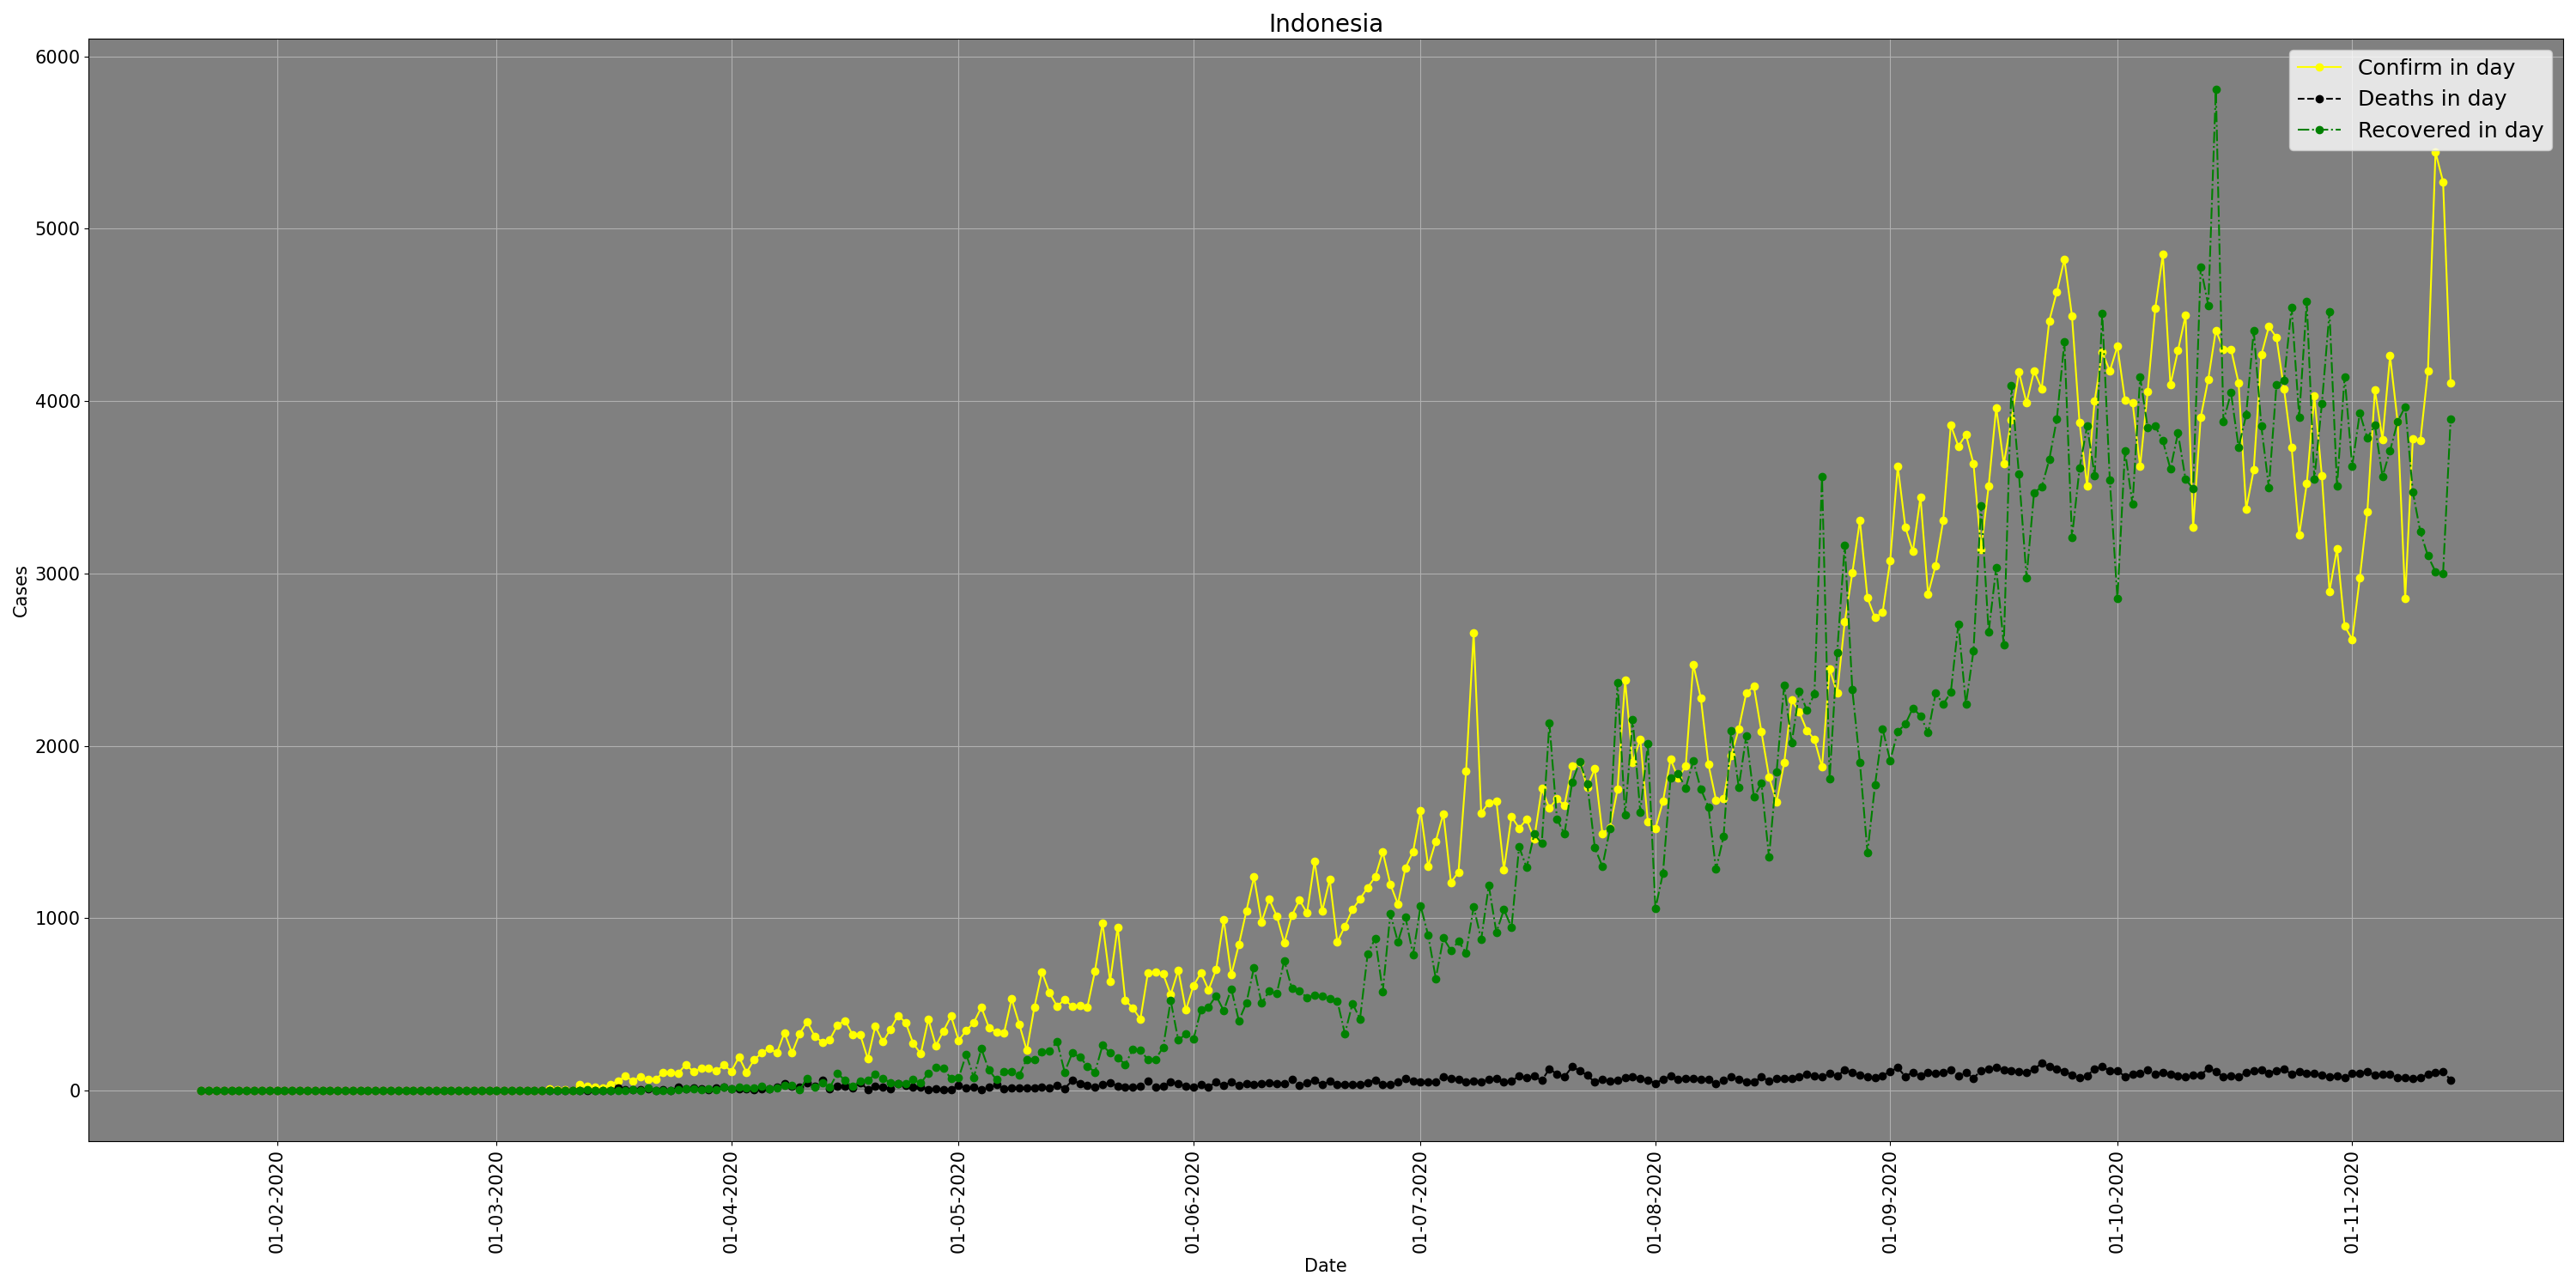 Indonesia
6000
5000
4000
3000
2000
1000
0
Cases
Confirm in day
Deaths in day
Recovered in day
01-02-2020
01-03-2020
01-04-2020
01-05-2020
01-06-2020
01-07-2020
01-08-2020
01-09-2020
01-10-2020
01-11-2020
Date